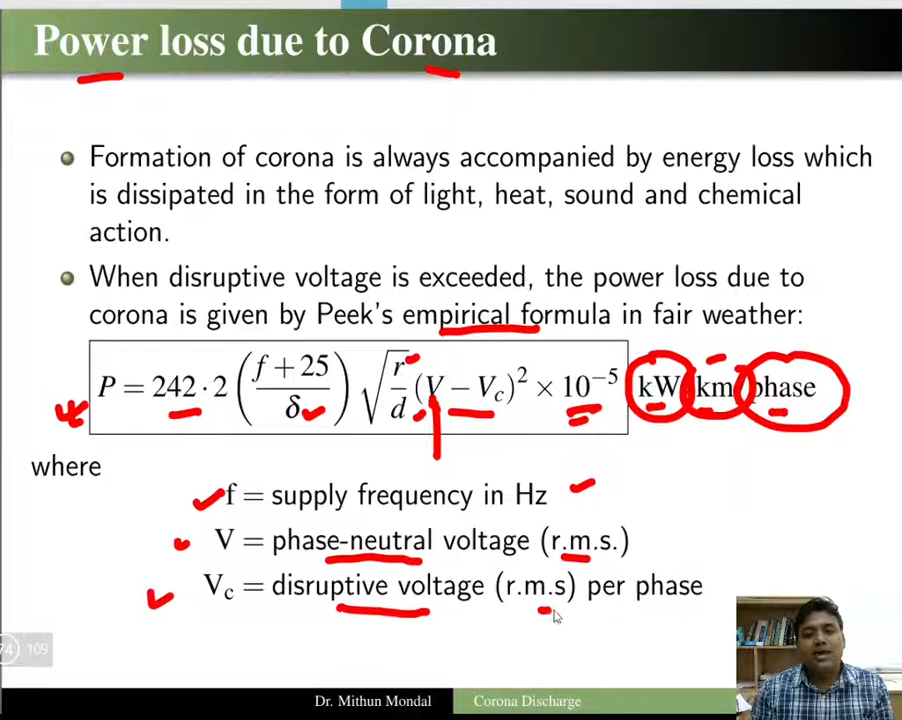 Power loss due to Corona
Formation of corona is always accompanied by energy loss which
is dissipated in the form of light, heat, sound and chemical
action.
When disruptive voltage is exceeded, the power loss due to
corona is given by Peek's empirical formula in fair weather:
P = 242 · 2 (f + 25 / δ) √(r/d) (V − Vc)² × 10⁻⁵ kW/km/phase
where
f = supply frequency in Hz
V = phase-neutral voltage (r.m.s.)
Vc = disruptive voltage (r.m.s) per phase
74 109
Dr. Mithun Mondal Corona Discharge